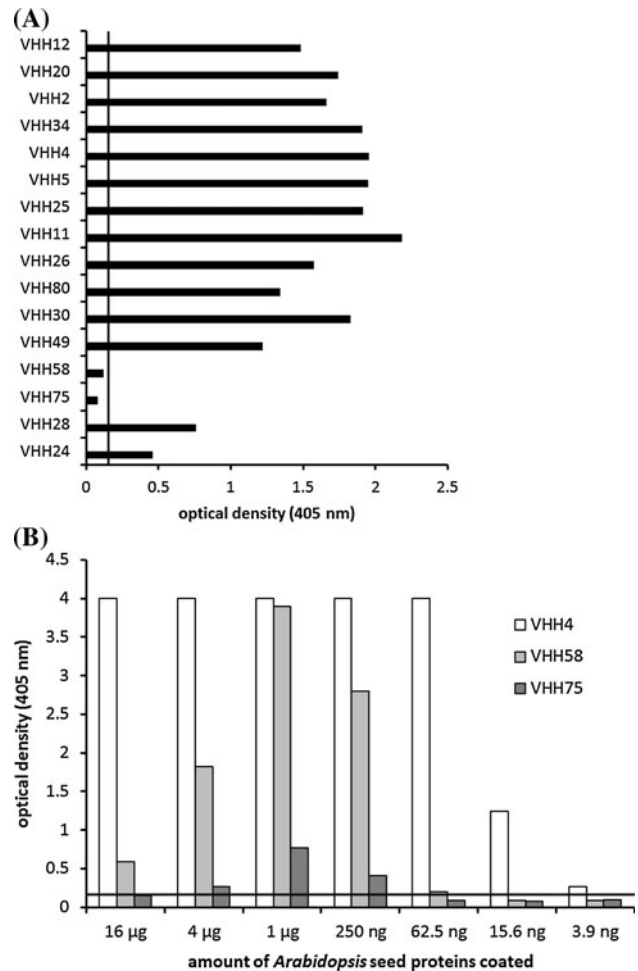 (A)
VHH12
VHH20
VHH2
VHH34
VHH4
VHH5
VHH25
VHH11
VHH26
VHH80
VHH30
VHH49
VHH58
VHH75
VHH28
VHH24
0 0.5 1 1.5 2 2.5
optical density (405 nm)
(B)
4.5
4
3.5
3
2.5
2
1.5
1
0.5
0
optical density (405 nm)
VHH4
VHH58
VHH75
16 µg 4 µg 1 µg 250 ng 62.5 ng 15.6 ng 3.9 ng
amount of Arabidopsis seed proteins coated